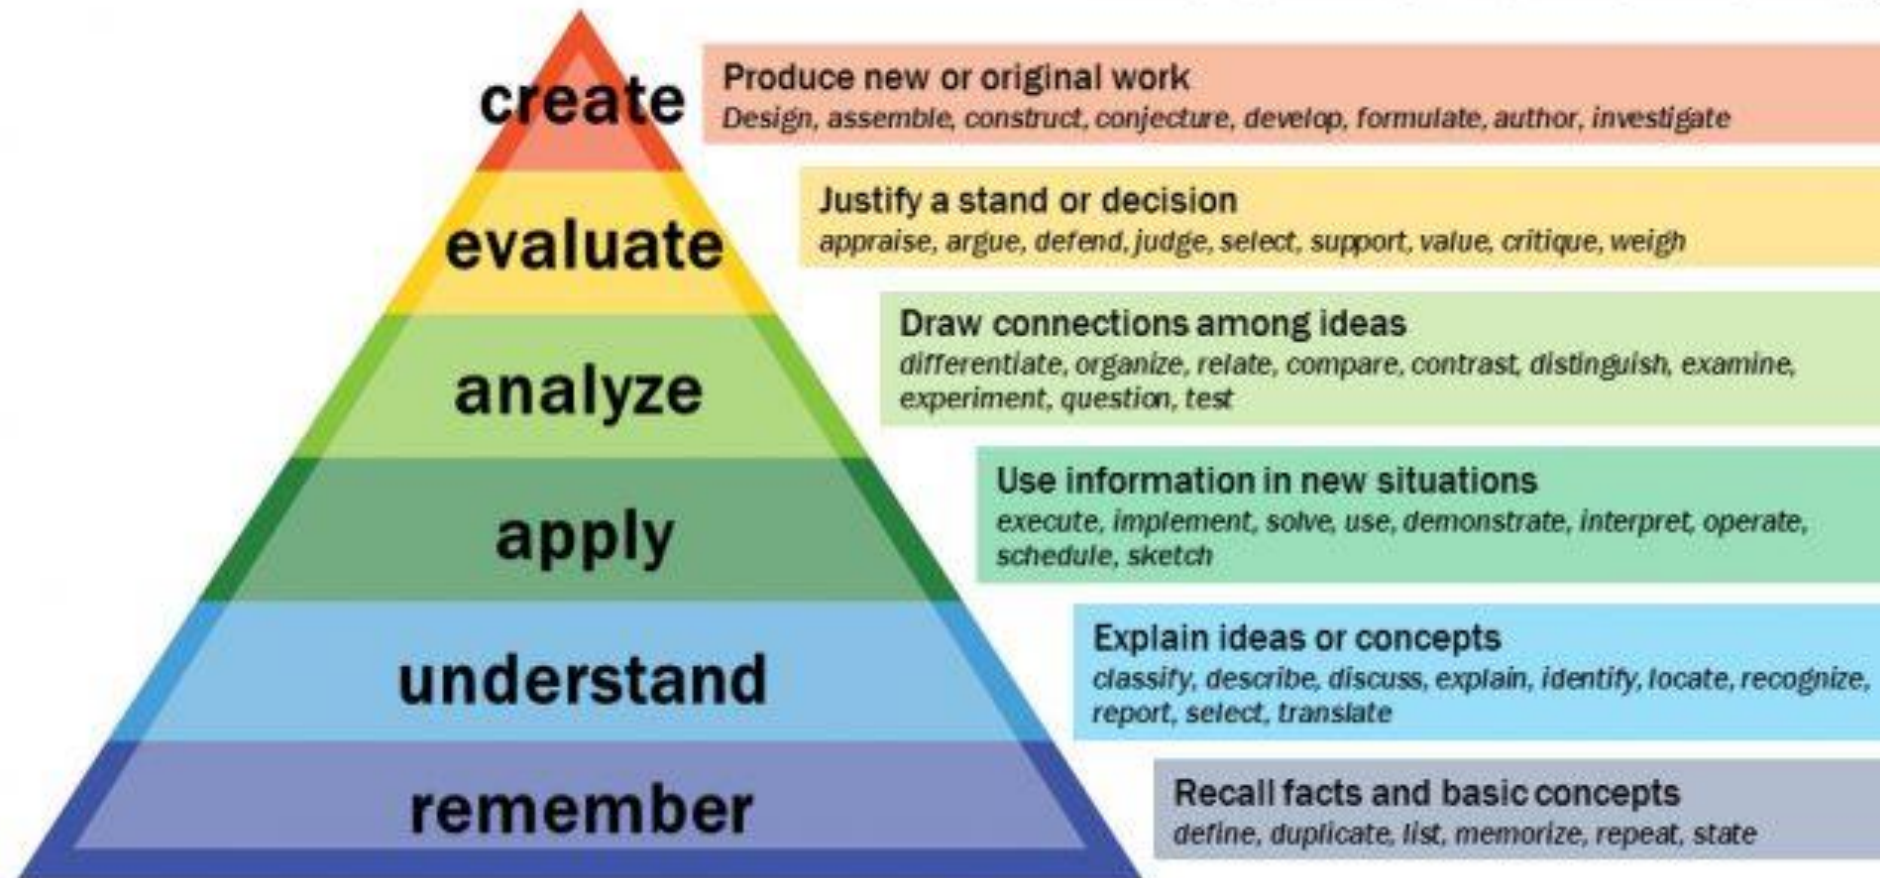 create
Produce new or original work
Design, assemble, construct, conjecture, develop, formulate, author, investigate
evaluate
Justify a stand or decision
appraise, argue, defend, judge, select, support, value, critique, weigh
analyze
Draw connections among ideas
differentiate, organize, relate, compare, contrast, distinguish, examine,
experiment, question, test
apply
Use information in new situations
execute, implement, solve, use, demonstrate, interpret, operate,
schedule, sketch
understand
Explain ideas or concepts
classify, describe, discuss, explain, identify, locate, recognize,
report, select, translate
remember
Recall facts and basic concepts
define, duplicate, list, memorize, repeat, state